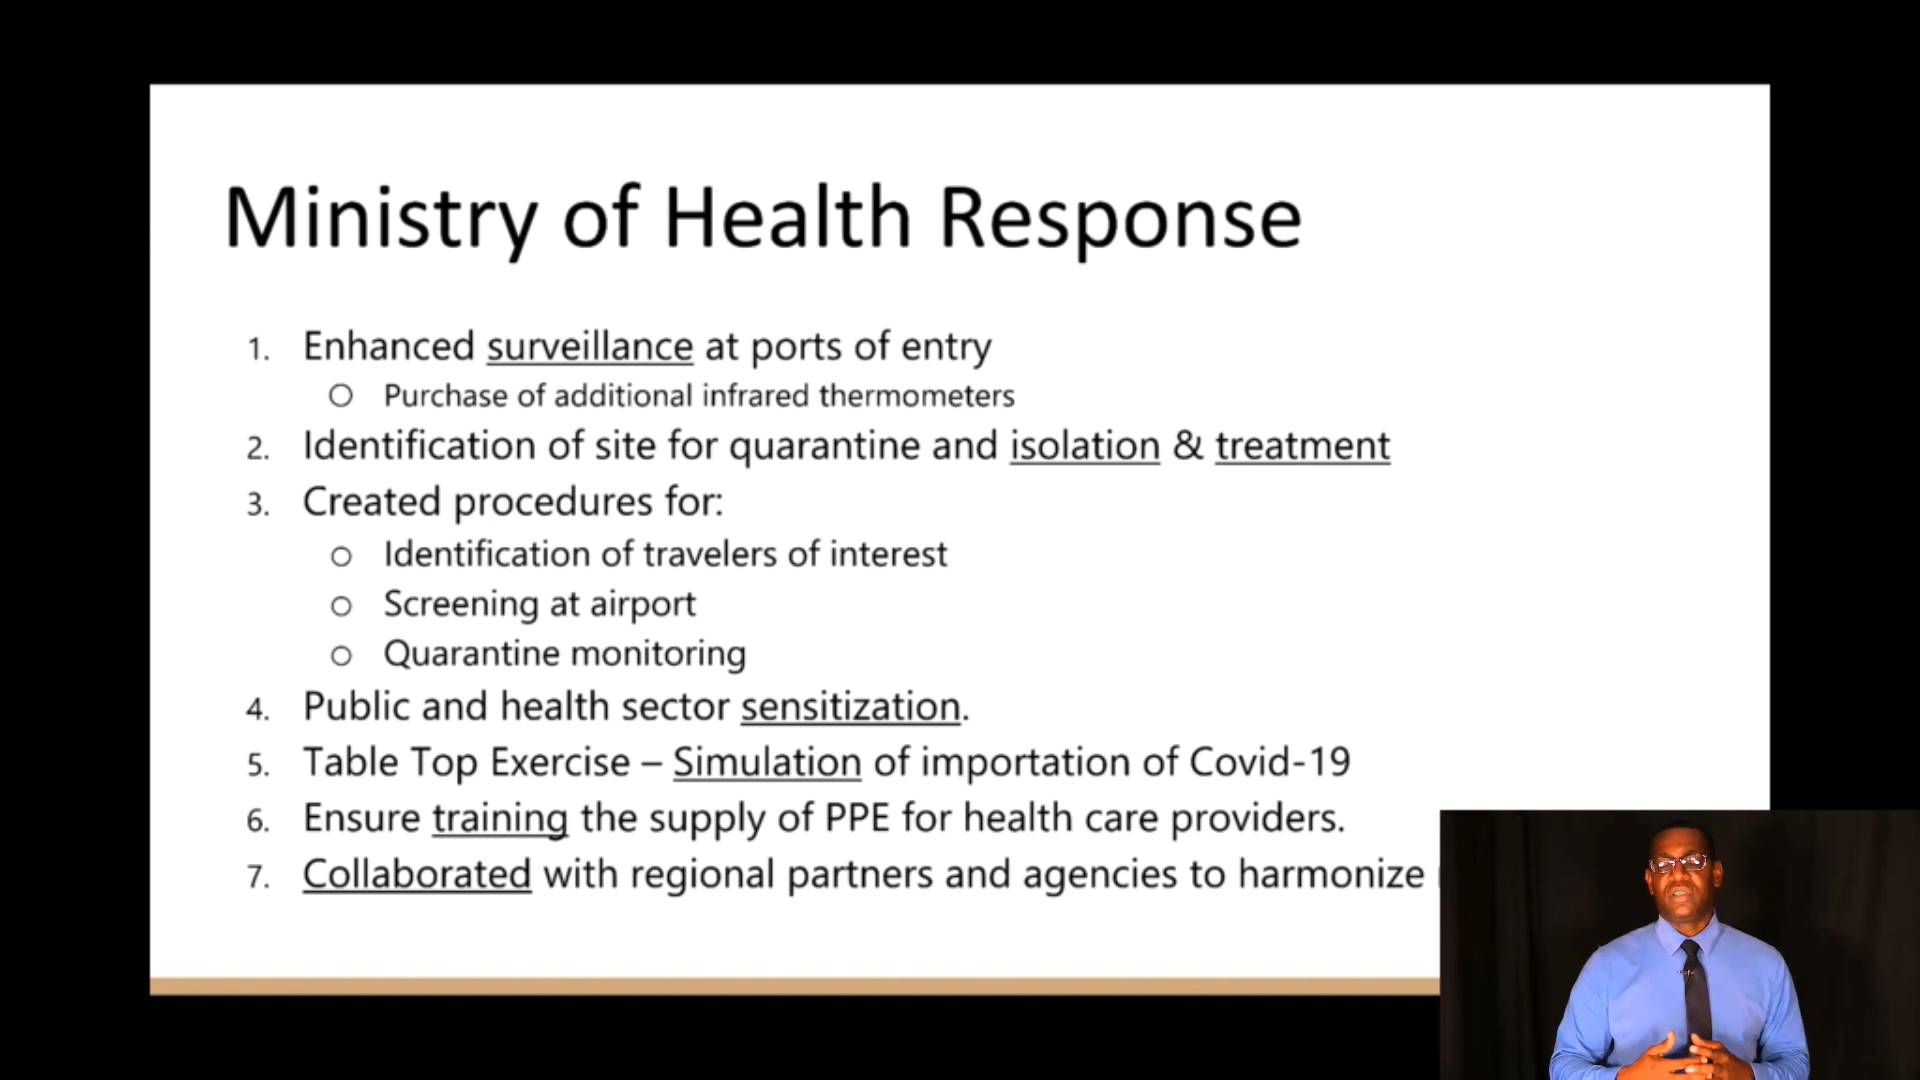 Ministry of Health Response
1. Enhanced surveillance at ports of entry
O Purchase of additional infrared thermometers
2. Identification of site for quarantine and isolation & treatment
3. Created procedures for:
o Identification of travelers of interest
o Screening at airport
o Quarantine monitoring
4. Public and health sector sensitization.
5. Table Top Exercise – Simulation of importation of Covid-19
6. Ensure training the supply of PPE for health care providers.
7. Collaborated with regional partners and agencies to harmonize